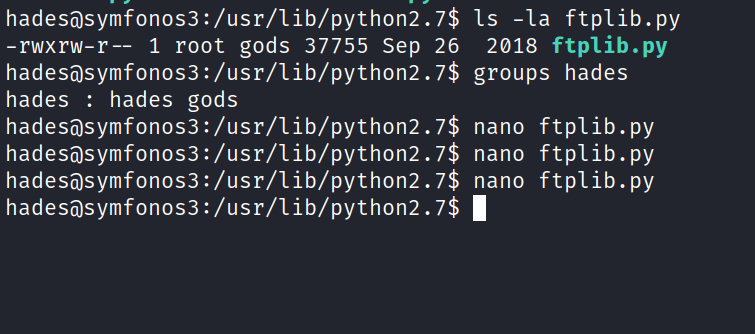 hades@symfonos3:/usr/lib/python2.7$ ls -la ftplib.py
-rwxrw-r-- 1 root gods 37755 Sep 26  2018 ftplib.py
hades@symfonos3:/usr/lib/python2.7$ groups hades
hades : hades gods
hades@symfonos3:/usr/lib/python2.7$ nano ftplib.py
hades@symfonos3:/usr/lib/python2.7$ nano ftplib.py
hades@symfonos3:/usr/lib/python2.7$ nano ftplib.py
hades@symfonos3:/usr/lib/python2.7$